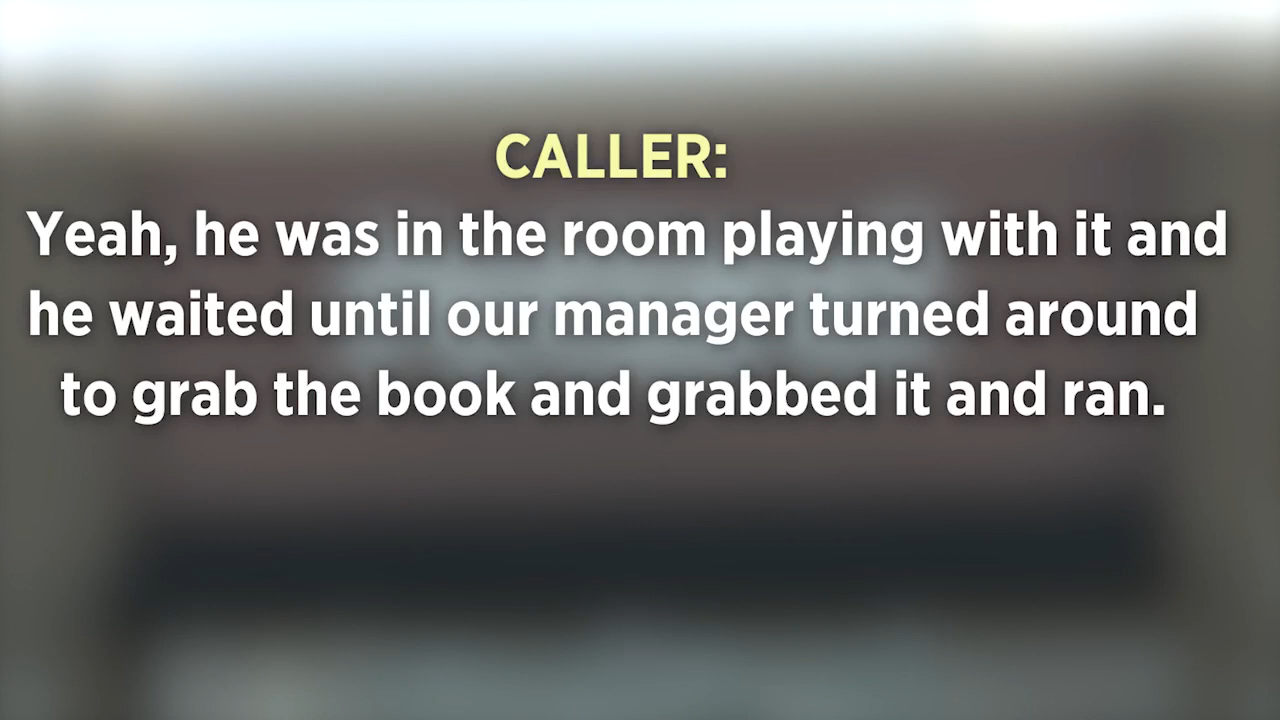 CALLER:
Yeah, he was in the room playing with it and
he waited until our manager turned around
to grab the book and grabbed it and ran.